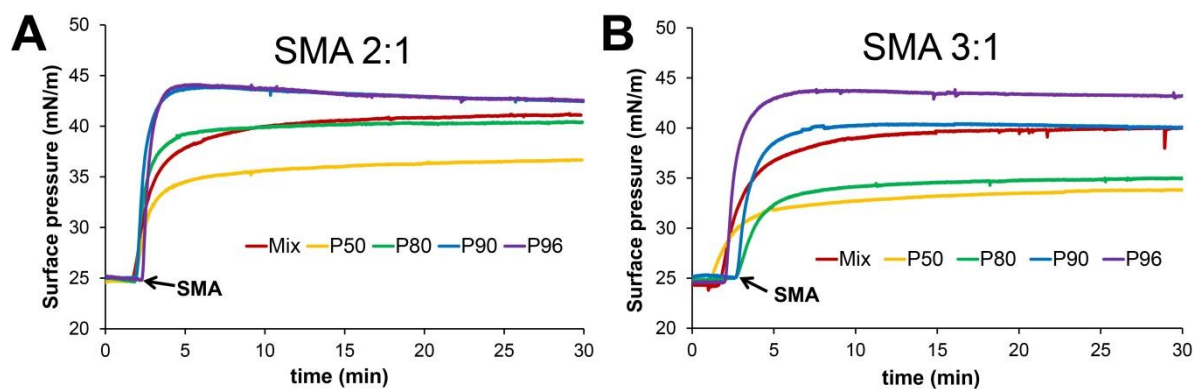 A
SMA 2:1
Surface pressure (mN/m)
50
45
40
35
30
25
20
Mix P50 P80 P90 P96
SMA
0 5 10 15 20 25 30
time (min)
B
SMA 3:1
Surface pressure (mN/m)
50
45
40
35
30
25
20
Mix P50 P80 P90 P96
SMA
0 5 10 15 20 25 30
time (min)